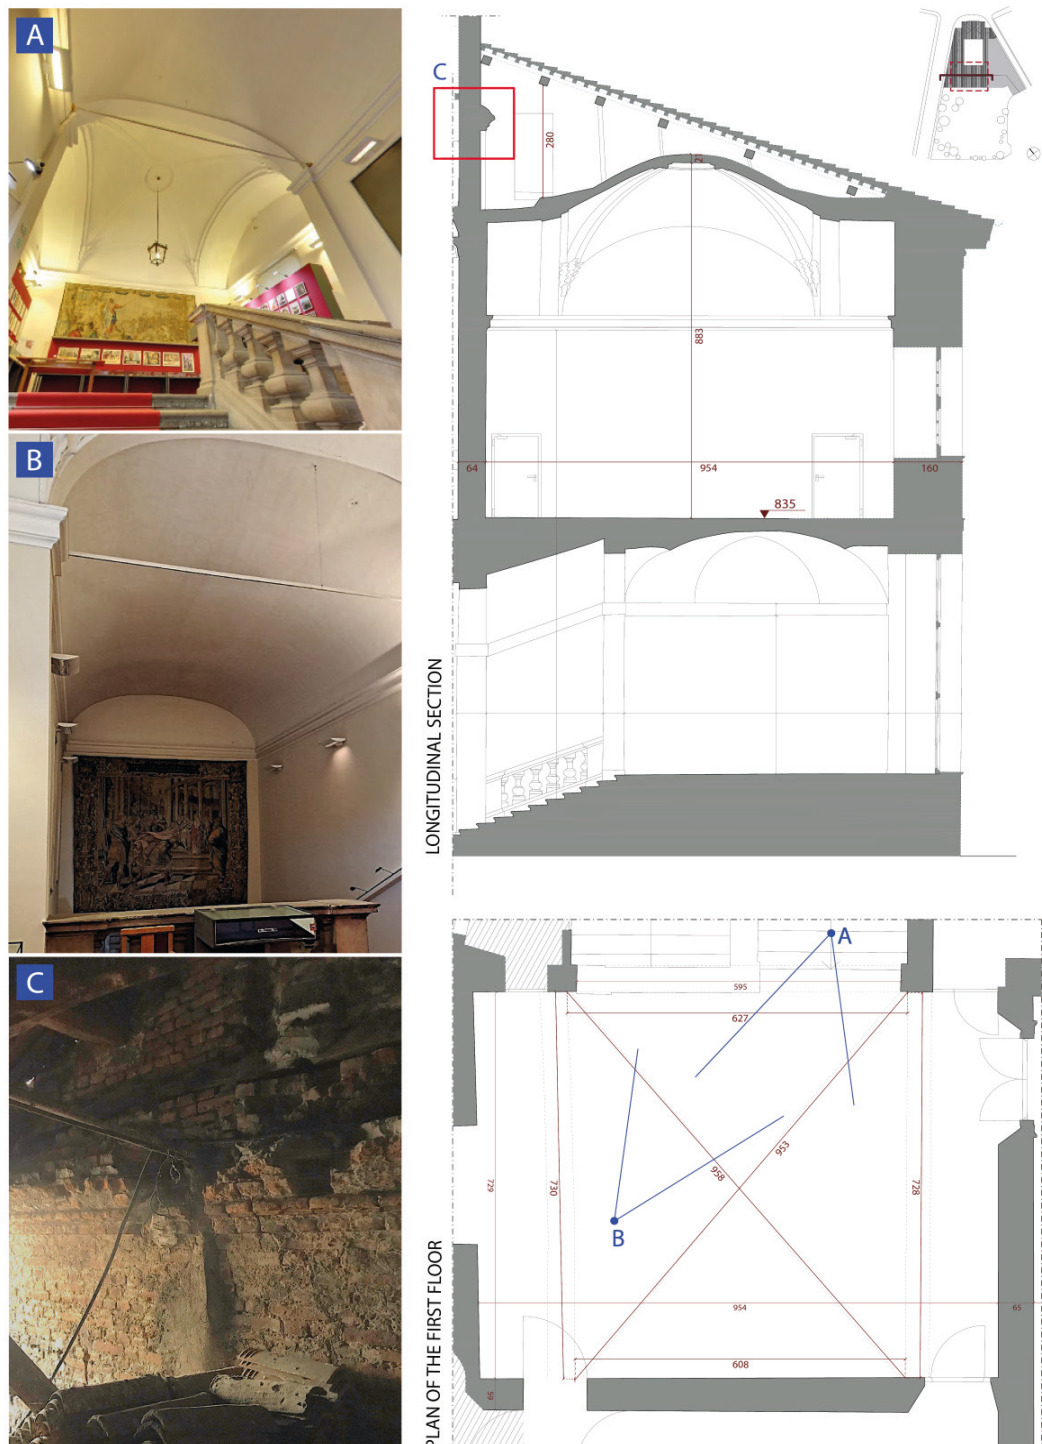 A
B
C
C
280
21
883
64
954
160
835
LONGITUDINAL SECTION
A
595
627
953
958
730
728
729
B
954
65
608
59
PLAN OF THE FIRST FLOOR